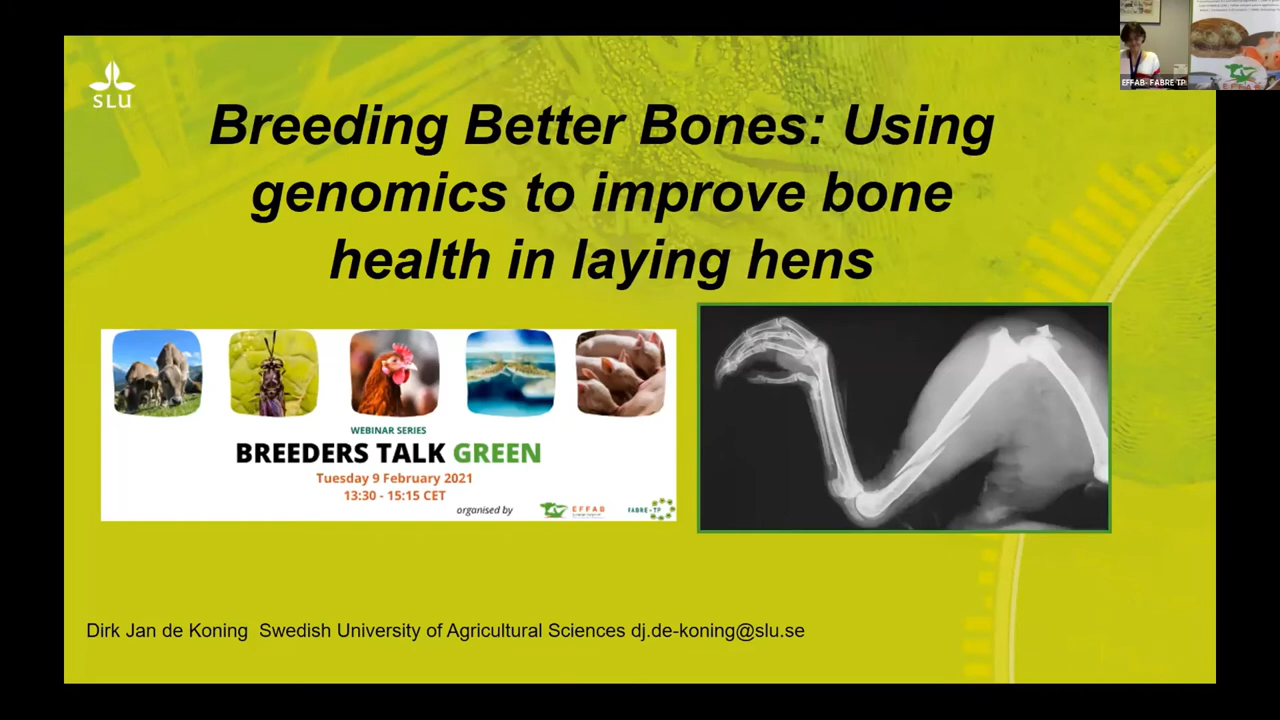 SLU
Breeding Better Bones: Using
genomics to improve bone
health in laying hens
WEBINAR SERIES
BREEDERS TALK GREEN
Tuesday 9 February 2021
13:30 - 15:15 CET
organised by
EFFAB
FABRE-TP
Dirk Jan de Koning Swedish University of Agricultural Sciences dj.de-koning@slu.se
EFFAB- FABRE TP
EFFAB